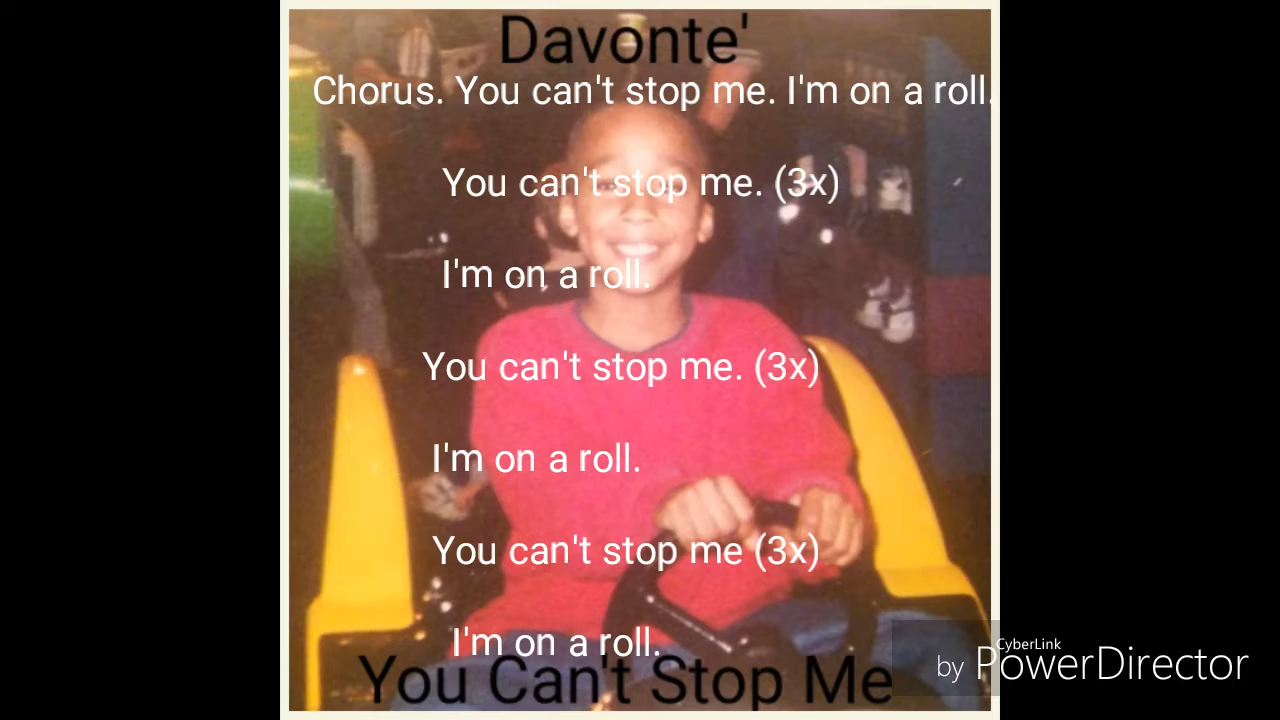 Davonte'
Chorus. You can't stop me. I'm on a roll.
You can't stop me. (3x)
I'm on a roll.
You can't stop me. (3x)
I'm on a roll.
You can't stop me (3x)
I'm on a roll.
You Can't Stop Me
by CyberLink PowerDirector